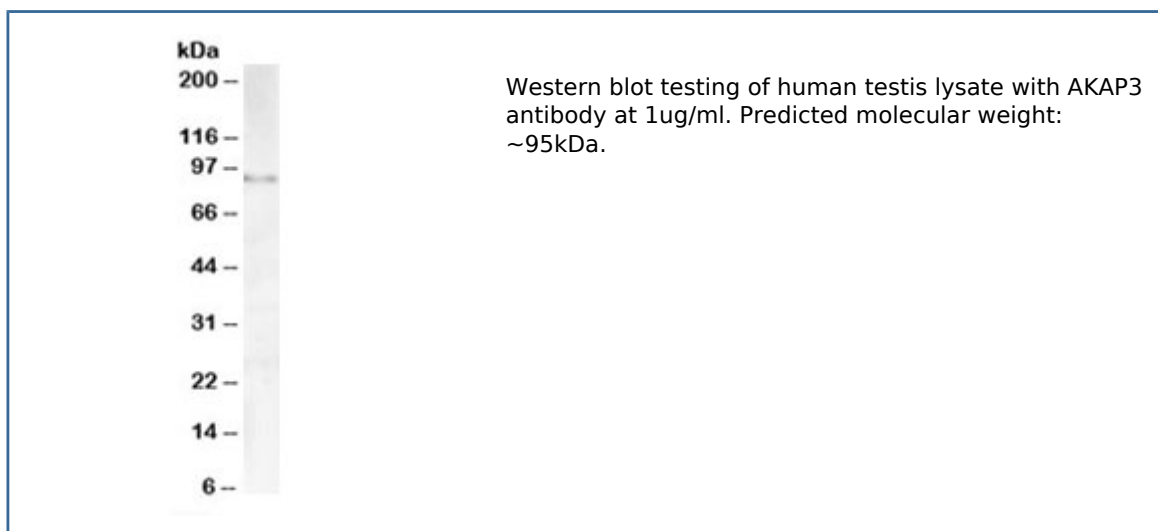 kDa
200 --
116 --
97 --
66 --
44 --
31 --
22 --
14 --
6 --
Western blot testing of human testis lysate with AKAP3
antibody at 1ug/ml. Predicted molecular weight:
~95kDa.